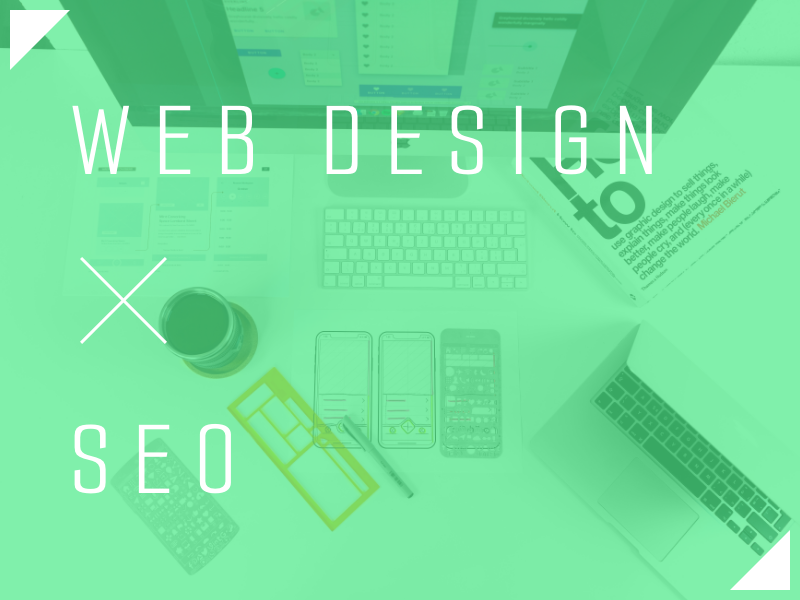 WEB DESIGN
×
SEO
to
use graphic design to sell things,
explain things, make things look
better, make people laugh, make
people cry, and (every once in a while)
change the world. Michael Bierut